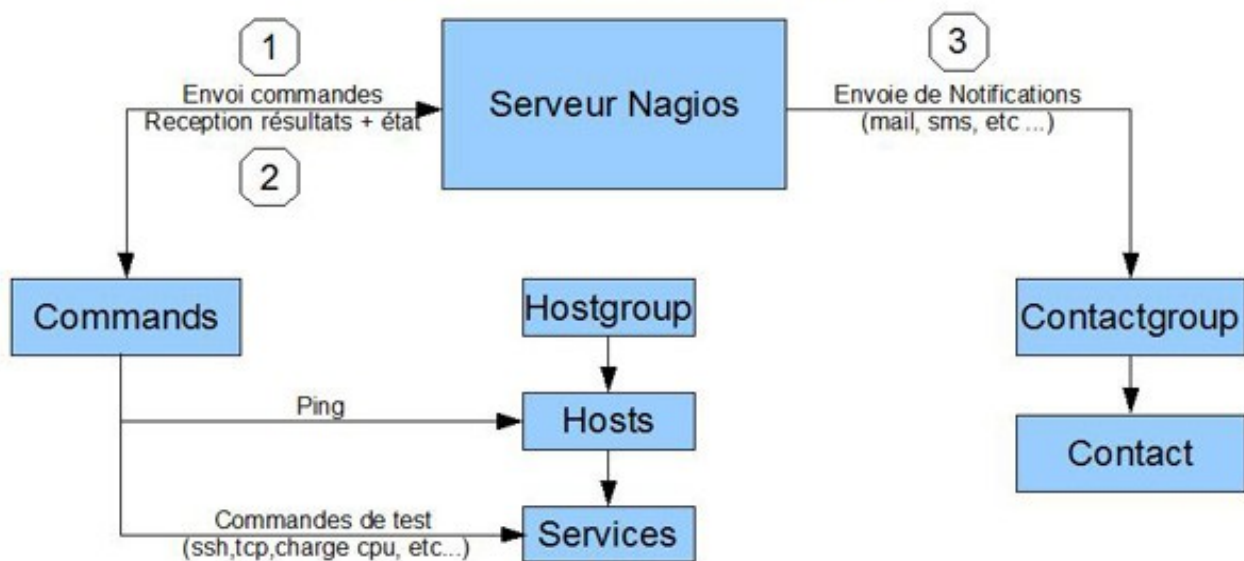 1
Envoi commandes
Reception résultats + état
2
Serveur Nagios
3
Envoie de Notifications
(mail, sms, etc ...)
Commands
Hostgroup
Contactgroup
Ping
Hosts
Contact
Commandes de test
(ssh,tcp,charge cpu, etc...)
Services